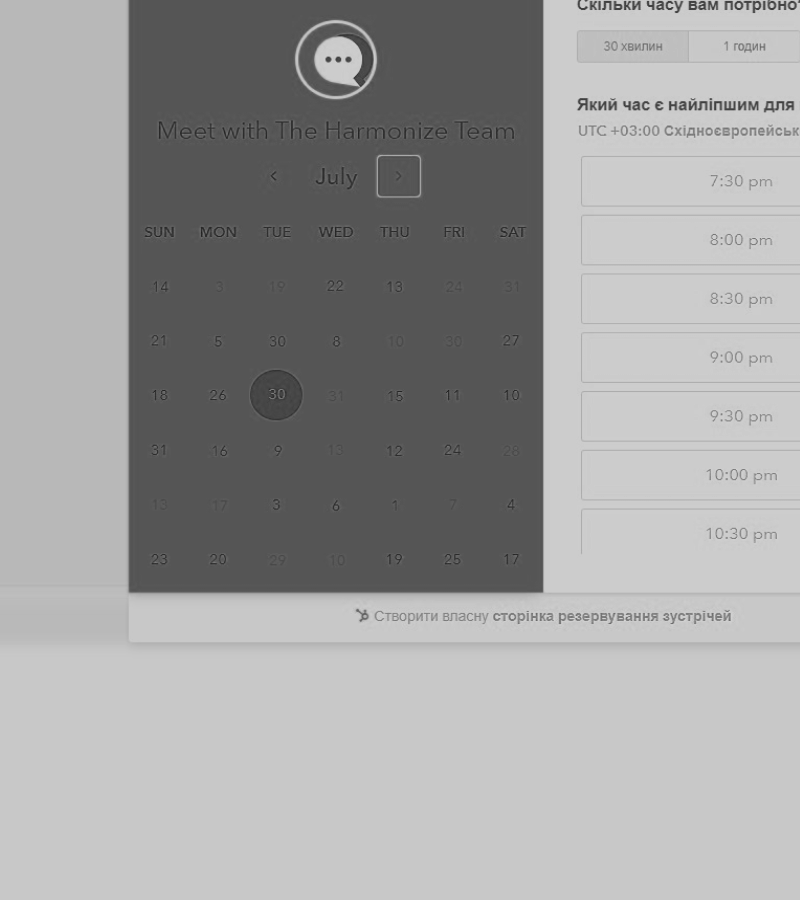 Скільки часу вам потрібно?
30 хвилин 1 годин
Meet with The Harmonize Team
Який час є найліпшим для
July
UTC +03:00 Східноєвропейськ
SUN MON TUE WED THU FRI SAT
7:30 pm
8:00 pm
8:30 pm
9:00 pm
9:30 pm
10:00 pm
10:30 pm
14 3 19 22 13 24 31
21 5 30 8 10 30 27
18 26 30 31 15 11 10
31 16 9 13 12 24 28
13 17 3 6 1 7 4
23 20 29 10 19 25 17
Створити власну сторінка резервування зустрічей